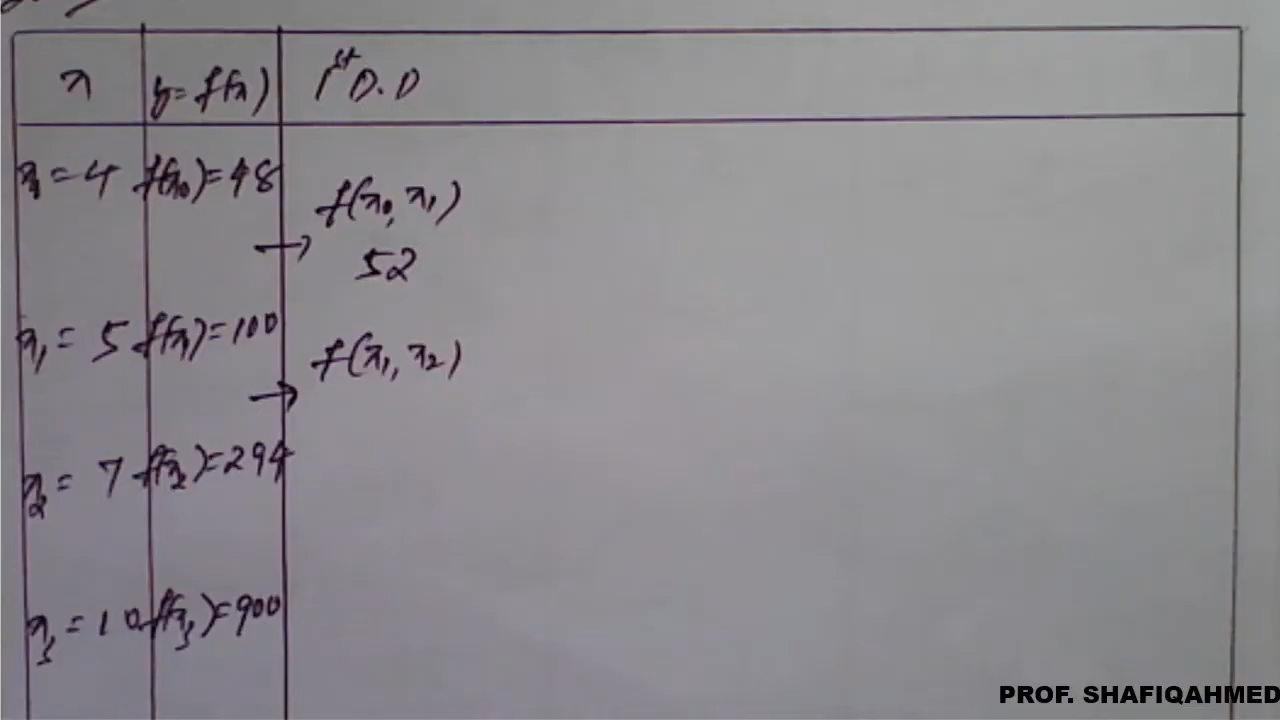 x y = f(x) 1st D.D
x0 = 4 f(x0) = 48
f(x0, x1)
→ 52
x1 = 5 f(x1) = 100
f(x1, x2)
→
x2 = 7 f(x2) = 294
x3 = 10 f(x3) = 900
PROF. SHAFIQAHMED